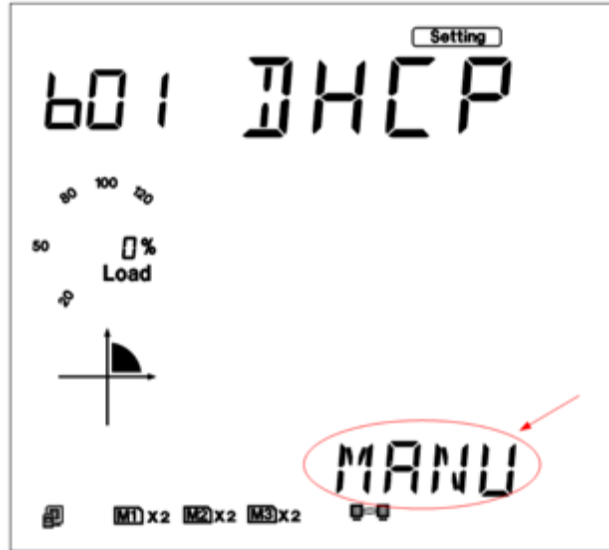 Setting
b01 DHCP
80 100 120
50 0%
Load
20
MANU
M1 X2 M2 X2 M3 X2